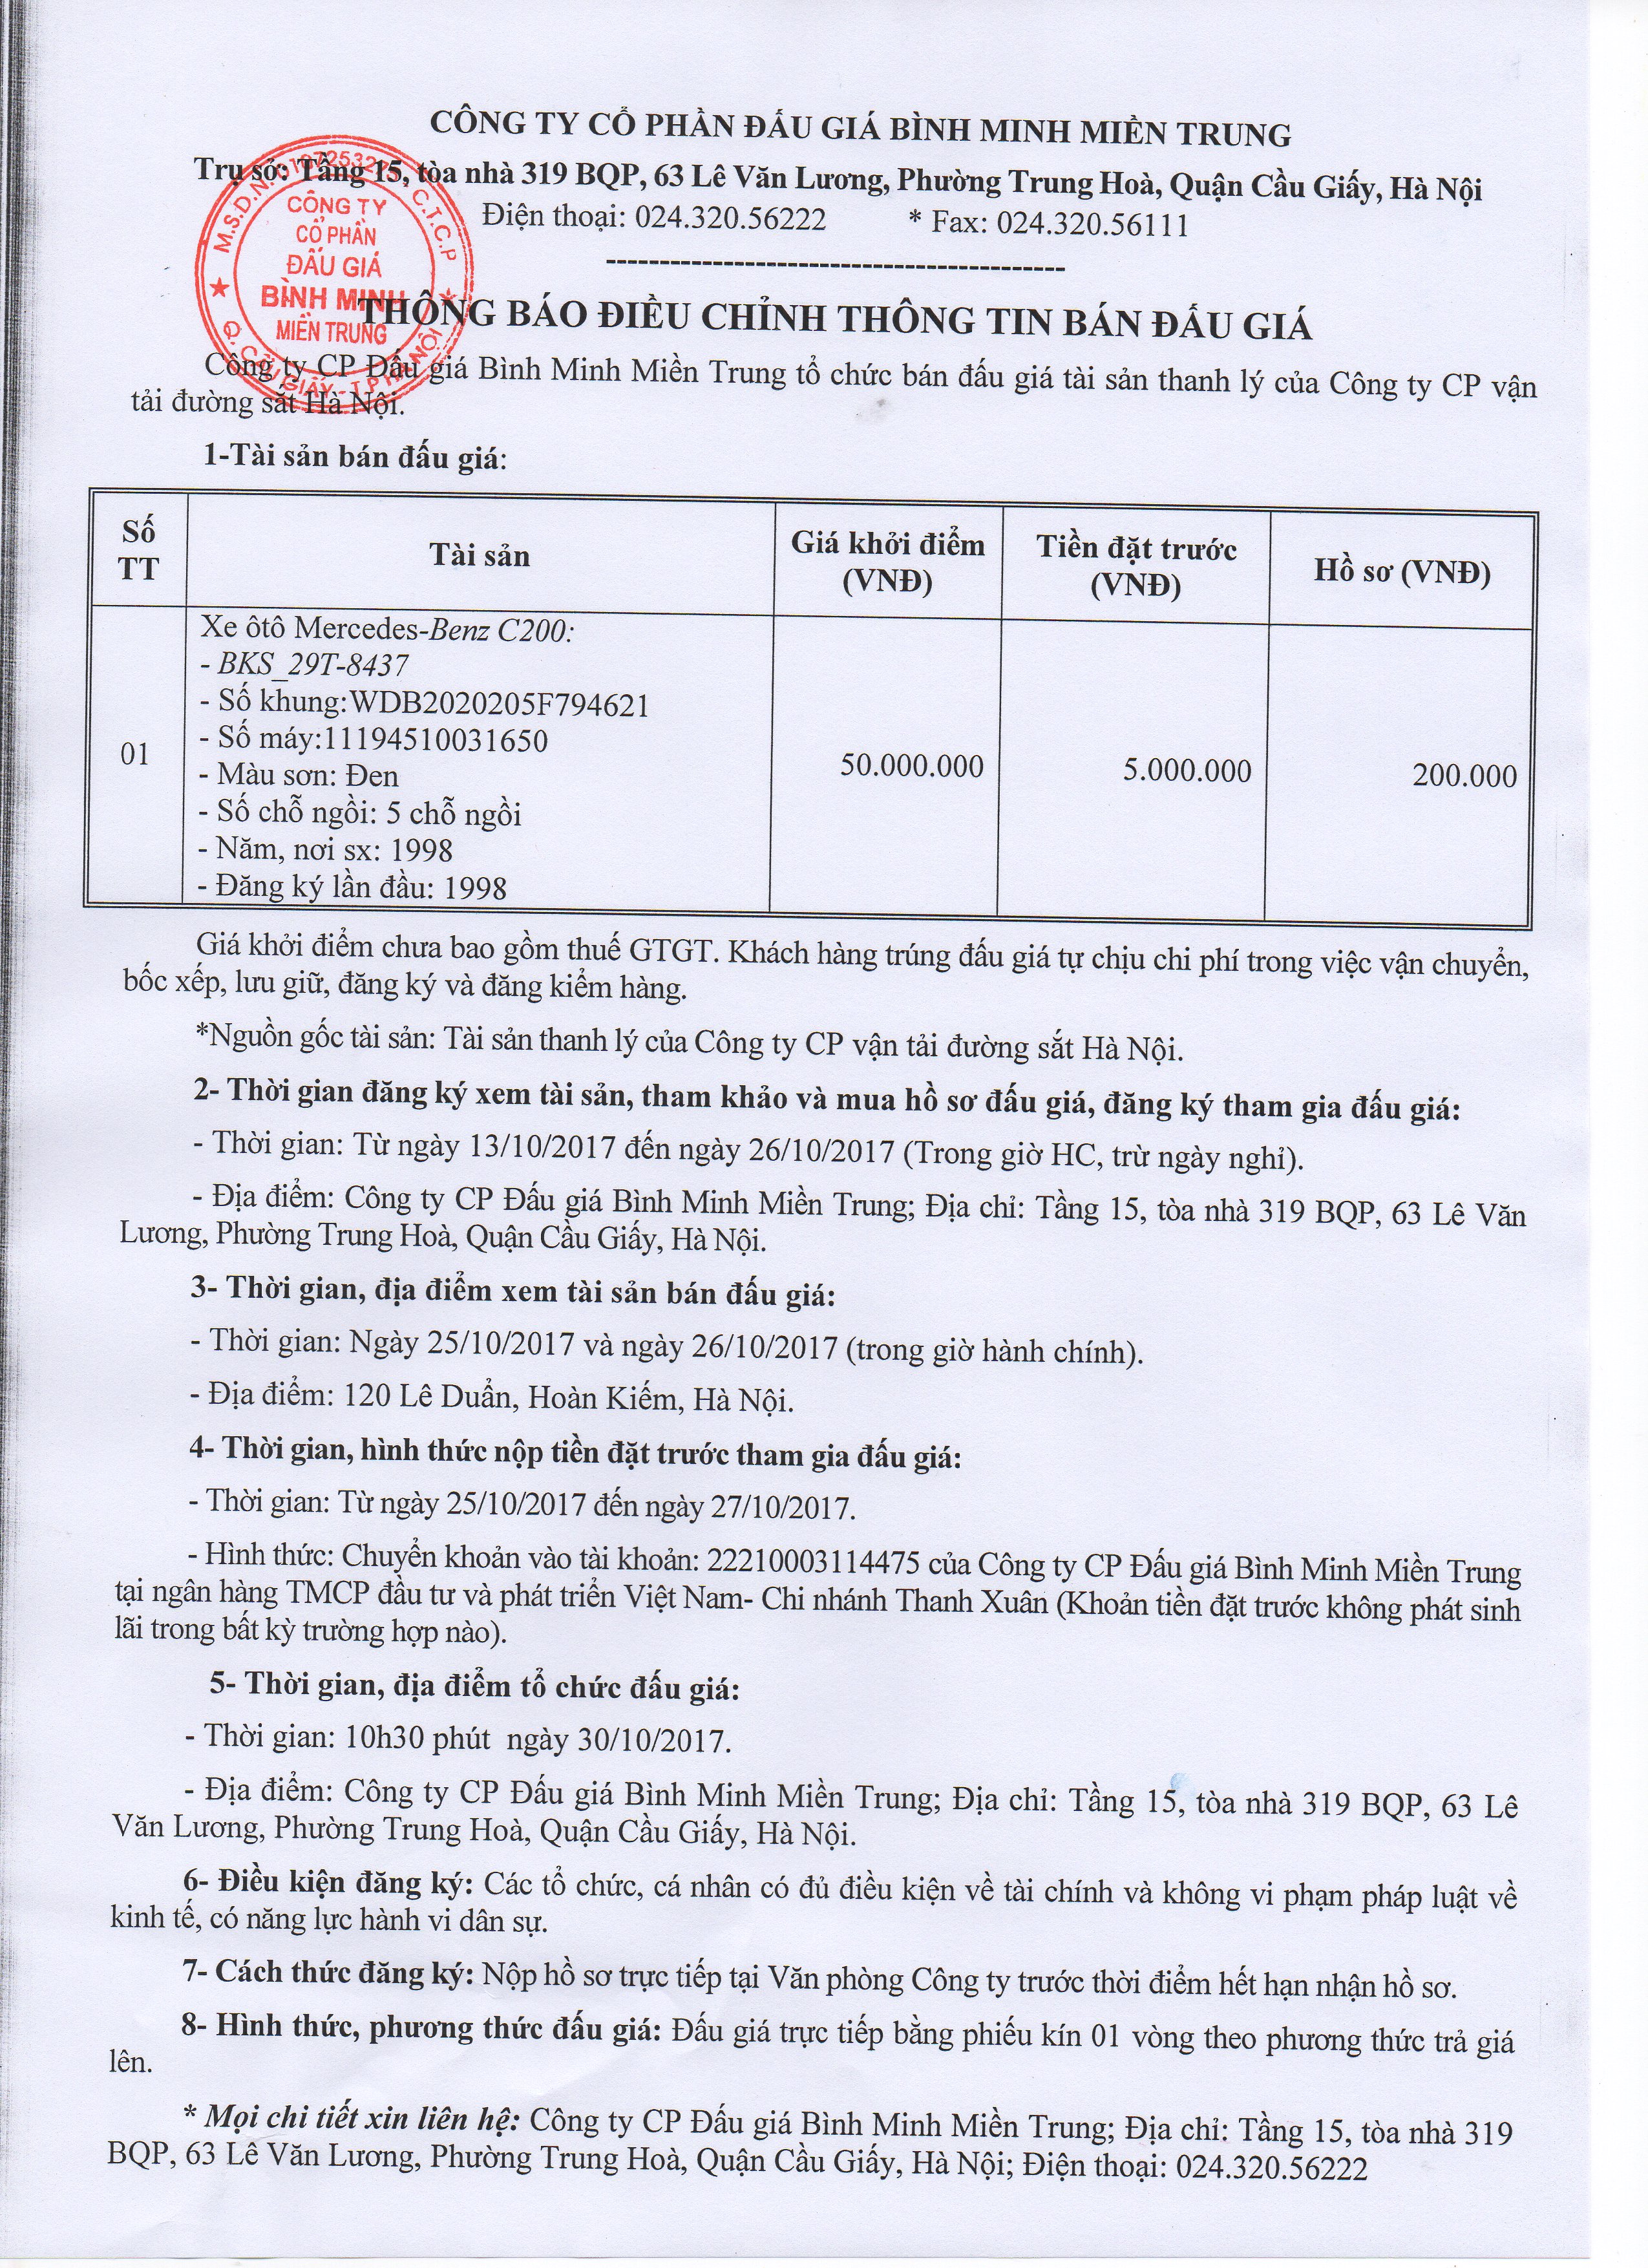 CÔNG TY CỔ PHẦN ĐẤU GIÁ BÌNH MINH MIỀN TRUNG
Trụ sở: Tầng 15, tòa nhà 319 BQP, 63 Lê Văn Lương, Phường Trung Hoà, Quận Cầu Giấy, Hà Nội
Điện thoại: 024.320.56222 * Fax: 024.320.56111
-------------------------------------------
M.S.D.N: C.T.C.P
CÔNG TY
CỔ PHẦN
ĐẤU GIÁ
BÌNH MINH
MIỀN TRUNG
Q. CẦU GIẤY - T.P HÀ NỘI
THÔNG BÁO ĐIỀU CHỈNH THÔNG TIN BÁN ĐẤU GIÁ
Công ty CP Đấu giá Bình Minh Miền Trung tổ chức bán đấu giá tài sản thanh lý của Công ty CP vận
tải đường sắt Hà Nội.
1-Tài sản bán đấu giá:
Số TT Tài sản Giá khởi điểm (VNĐ) Tiền đặt trước (VNĐ) Hồ sơ (VNĐ)
Xe ôtô Mercedes-Benz C200:
- BKS_29T-8437
- Số khung:WDB2020205F794621
- Số máy:11194510031650
01 - Màu sơn: Đen 50.000.000 5.000.000 200.000
- Số chỗ ngồi: 5 chỗ ngồi
- Năm, nơi sx: 1998
- Đăng ký lần đầu: 1998
Giá khởi điểm chưa bao gồm thuế GTGT. Khách hàng trúng đấu giá tự chịu chi phí trong việc vận chuyển,
bốc xếp, lưu giữ, đăng ký và đăng kiểm hàng.
*Nguồn gốc tài sản: Tài sản thanh lý của Công ty CP vận tải đường sắt Hà Nội.
2- Thời gian đăng ký xem tài sản, tham khảo và mua hồ sơ đấu giá, đăng ký tham gia đấu giá:
- Thời gian: Từ ngày 13/10/2017 đến ngày 26/10/2017 (Trong giờ HC, trừ ngày nghỉ).
- Địa điểm: Công ty CP Đấu giá Bình Minh Miền Trung; Địa chỉ: Tầng 15, tòa nhà 319 BQP, 63 Lê Văn
Lương, Phường Trung Hoà, Quận Cầu Giấy, Hà Nội.
3- Thời gian, địa điểm xem tài sản bán đấu giá:
- Thời gian: Ngày 25/10/2017 và ngày 26/10/2017 (trong giờ hành chính).
- Địa điểm: 120 Lê Duẩn, Hoàn Kiếm, Hà Nội.
4- Thời gian, hình thức nộp tiền đặt trước tham gia đấu giá:
- Thời gian: Từ ngày 25/10/2017 đến ngày 27/10/2017.
- Hình thức: Chuyển khoản vào tài khoản: 22210003114475 của Công ty CP Đấu giá Bình Minh Miền Trung
tại ngân hàng TMCP đầu tư và phát triển Việt Nam- Chi nhánh Thanh Xuân (Khoản tiền đặt trước không phát sinh
lãi trong bất kỳ trường hợp nào).
5- Thời gian, địa điểm tổ chức đấu giá:
- Thời gian: 10h30 phút ngày 30/10/2017.
- Địa điểm: Công ty CP Đấu giá Bình Minh Miền Trung; Địa chỉ: Tầng 15, tòa nhà 319 BQP, 63 Lê
Văn Lương, Phường Trung Hoà, Quận Cầu Giấy, Hà Nội.
6- Điều kiện đăng ký: Các tổ chức, cá nhân có đủ điều kiện về tài chính và không vi phạm pháp luật về
kinh tế, có năng lực hành vi dân sự.
7- Cách thức đăng ký: Nộp hồ sơ trực tiếp tại Văn phòng Công ty trước thời điểm hết hạn nhận hồ sơ.
8- Hình thức, phương thức đấu giá: Đấu giá trực tiếp bằng phiếu kín 01 vòng theo phương thức trả giá
lên.
* Mọi chi tiết xin liên hệ: Công ty CP Đấu giá Bình Minh Miền Trung; Địa chỉ: Tầng 15, tòa nhà 319
BQP, 63 Lê Văn Lương, Phường Trung Hoà, Quận Cầu Giấy, Hà Nội; Điện thoại: 024.320.56222